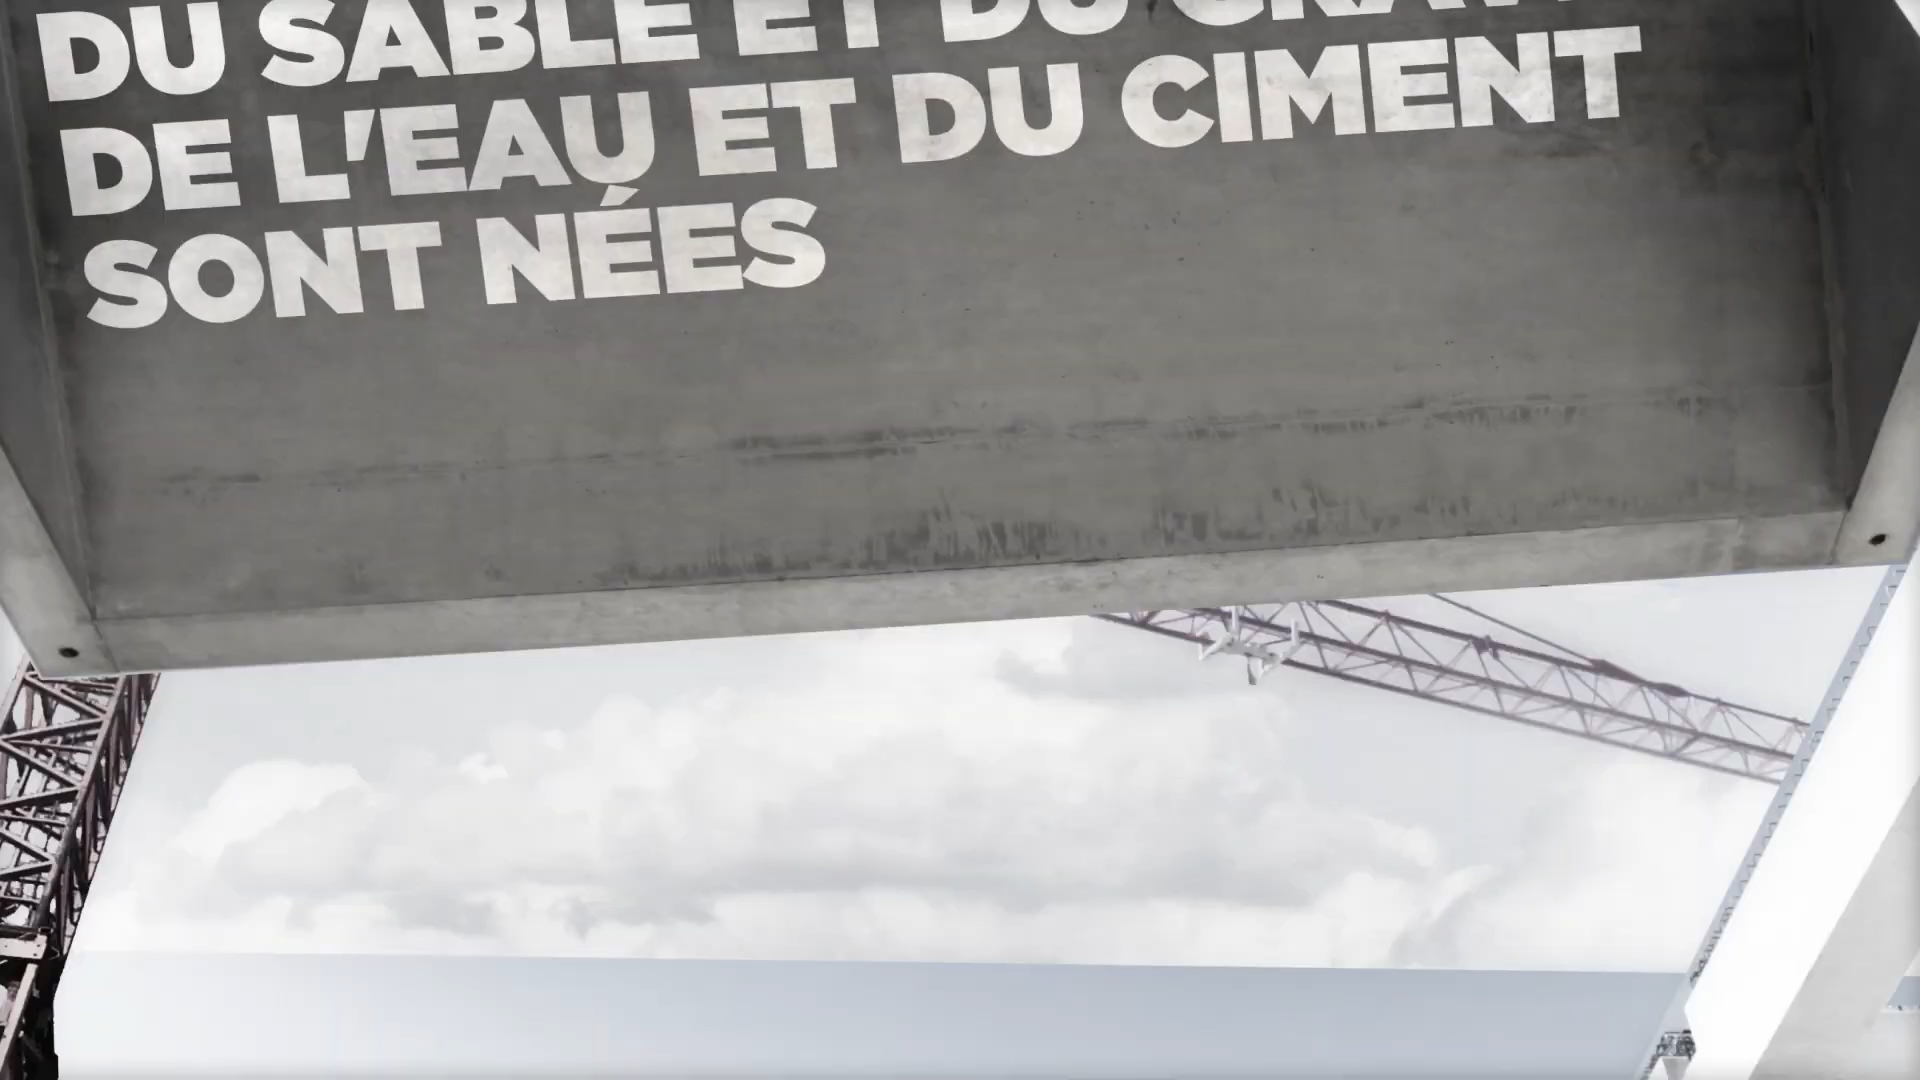 DU SABLE ET DU
DE L'EAU ET DU CIMENT
SONT NÉES